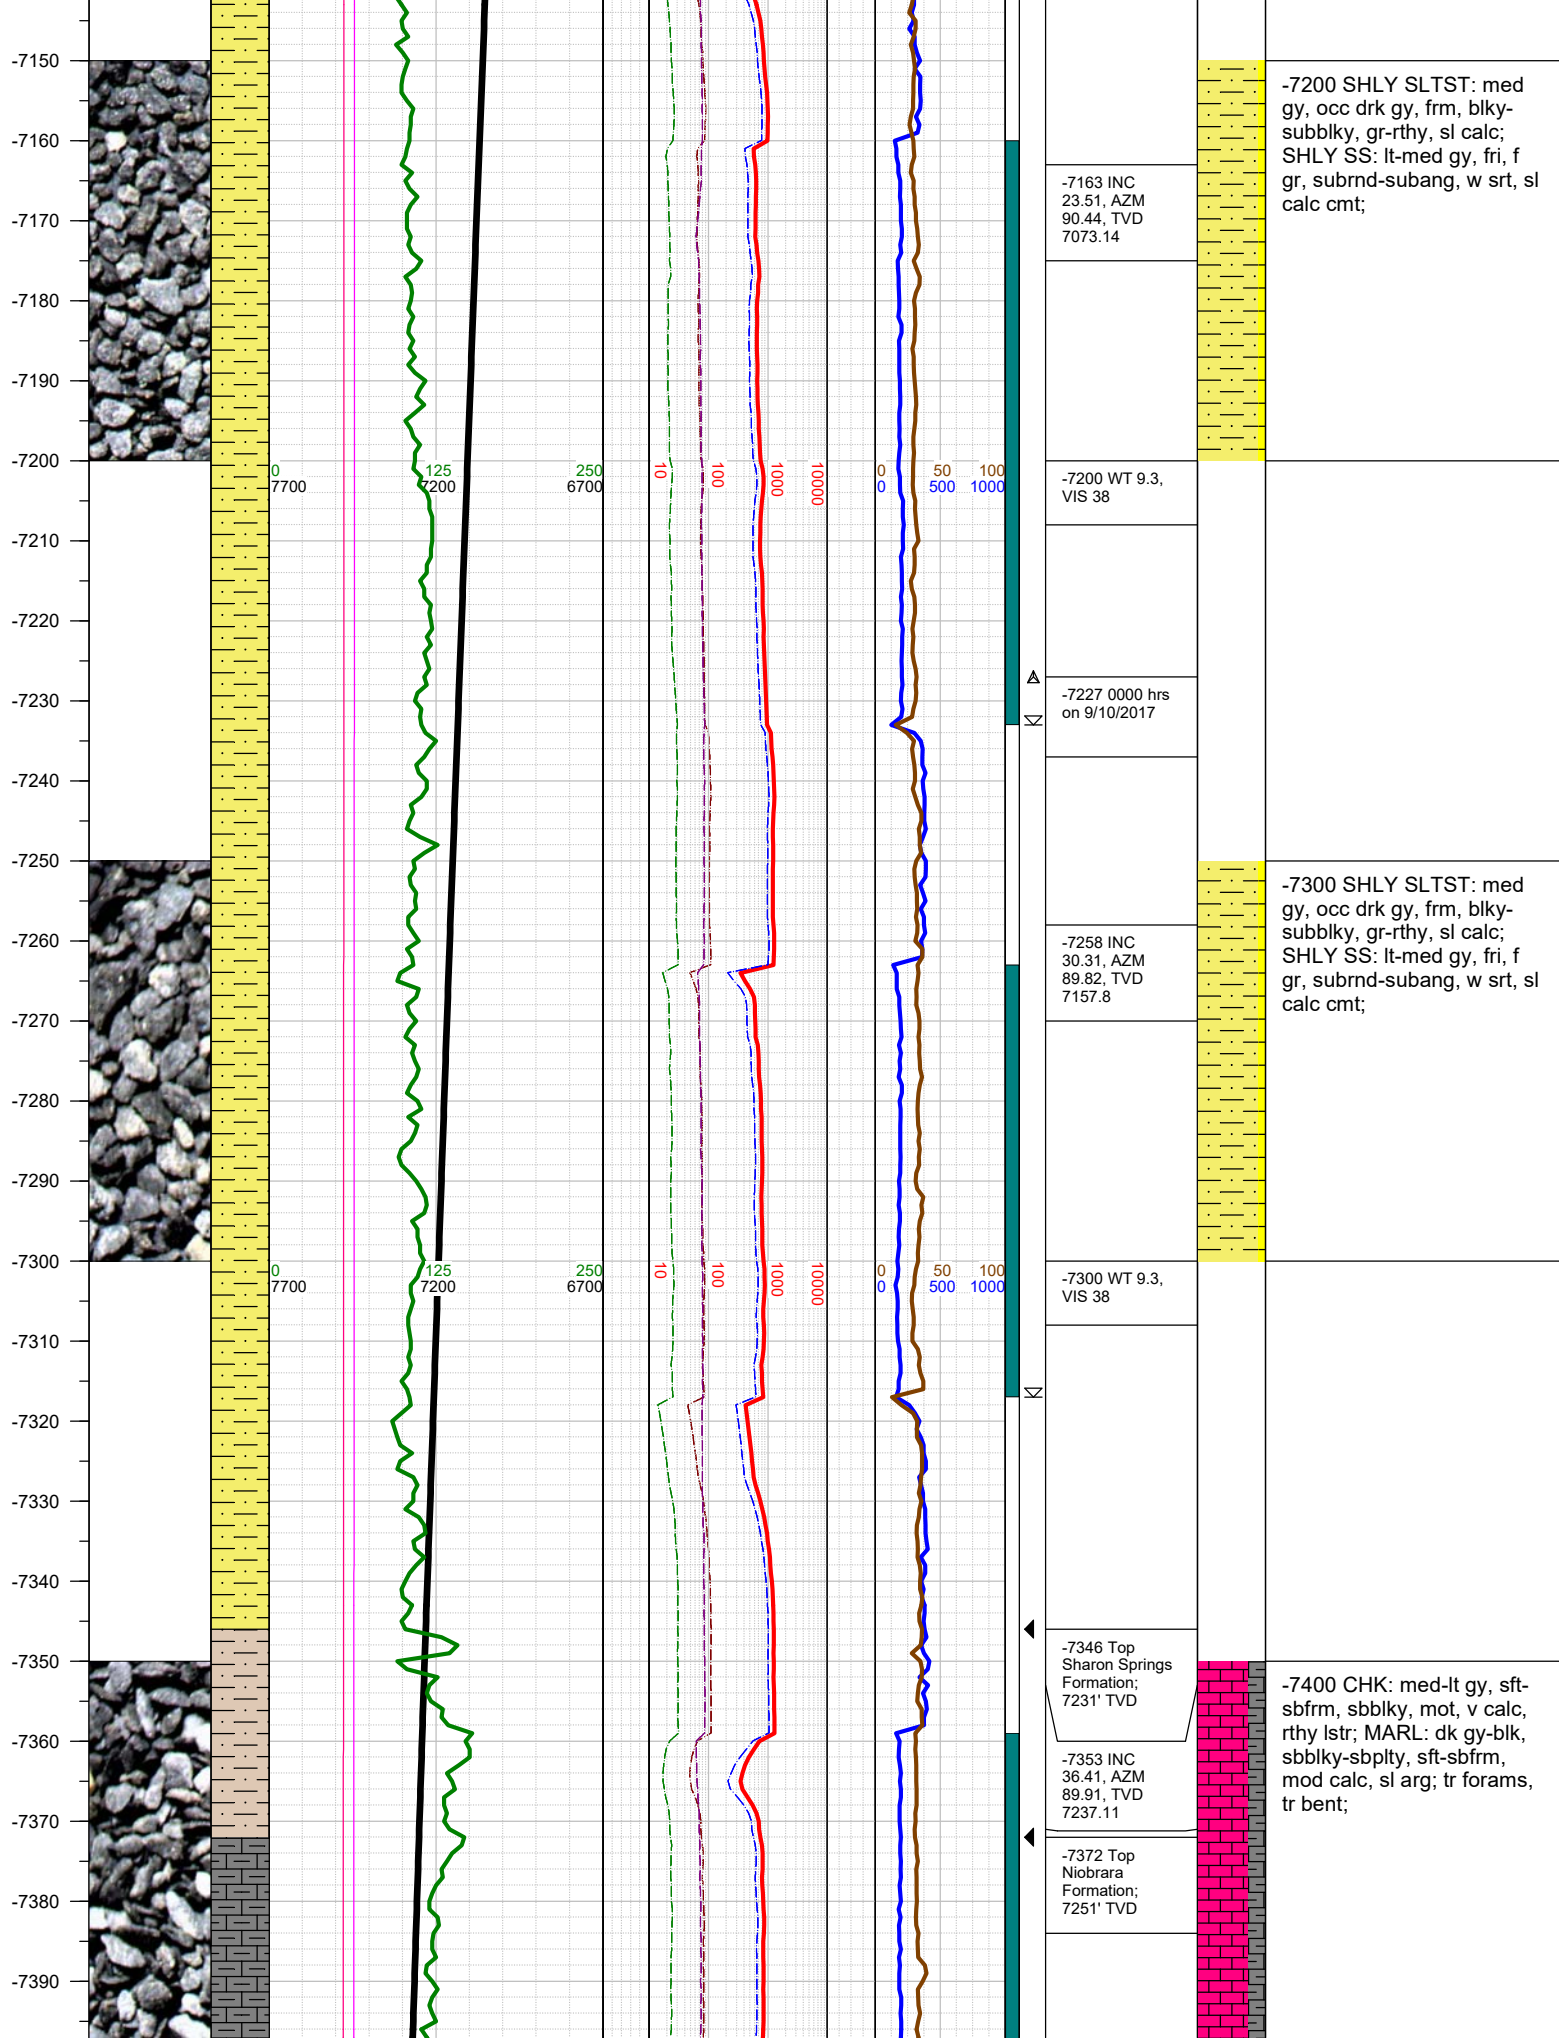 -7150
-7160
-7170
-7180
-7190
-7200
-7210
-7220
-7230
-7240
-7250
-7260
-7270
-7280
-7290
-7300
-7310
-7320
-7330
-7340
-7350
-7360
-7370
-7380
-7390
0 125 250
7700 7200 6700
10 100 1000 10000
0 50 100
0 500 1000
0 125 250
7700 7200 6700
10 100 1000 10000
0 50 100
0 500 1000
-7163 INC
23.51, AZM
90.44, TVD
7073.14
-7200 WT 9.3,
VIS 38
-7227 0000 hrs
on 9/10/2017
-7258 INC
30.31, AZM
89.82, TVD
7157.8
-7300 WT 9.3,
VIS 38
-7346 Top
Sharon Springs
Formation;
7231' TVD
-7353 INC
36.41, AZM
89.91, TVD
7237.11
-7372 Top
Niobrara
Formation;
7251' TVD
-7200 SHLY SLTST: med
gy, occ drk gy, frm, blky-
subblky, gr-rthy, sl calc;
SHLY SS: lt-med gy, fri, f
gr, subrnd-subang, w srt, sl
calc cmt;
-7300 SHLY SLTST: med
gy, occ drk gy, frm, blky-
subblky, gr-rthy, sl calc;
SHLY SS: lt-med gy, fri, f
gr, subrnd-subang, w srt, sl
calc cmt;
-7400 CHK: med-lt gy, sft-
sbfrm, sbblky, mot, v calc,
rthy lstr; MARL: dk gy-blk,
sbblky-sbplty, sft-sbfrm,
mod calc, sl arg; tr forams,
tr bent;